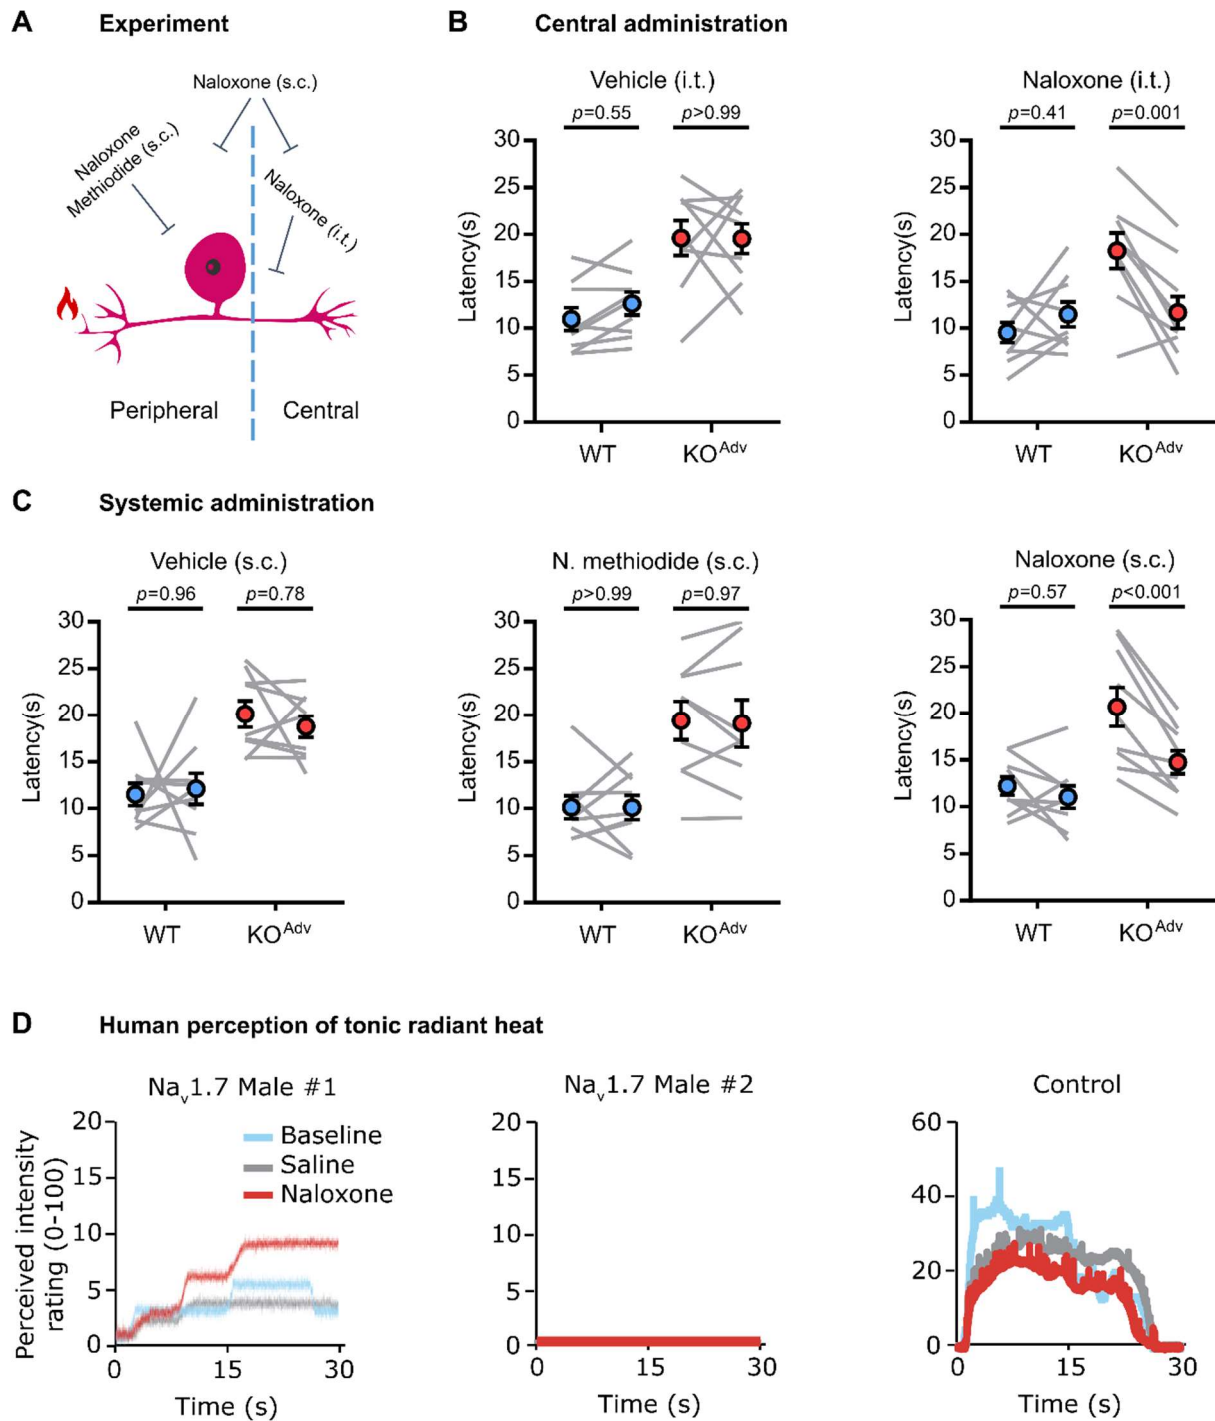 A Experiment
Naloxone (s.c.)
Naloxone
Methiodide (s.c.)
Naloxone (i.t.)
Peripheral
Central
B Central administration
Vehicle (i.t.)
p=0.55
p>0.99
Latency(s)
30
25
20
15
10
5
0
WT
KO^Adv
Naloxone (i.t.)
p=0.41
p=0.001
Latency(s)
30
25
20
15
10
5
0
WT
KO^Adv
C Systemic administration
Vehicle (s.c.)
p=0.96
p=0.78
Latency(s)
30
25
20
15
10
5
0
WT
KO^Adv
N. methiodide (s.c.)
p>0.99
p=0.97
Latency(s)
30
25
20
15
10
5
0
WT
KO^Adv
Naloxone (s.c.)
p=0.57
p<0.001
Latency(s)
30
25
20
15
10
5
0
WT
KO^Adv
D Human perception of tonic radiant heat
Naᵥ1.7 Male #1
Perceived intensity
rating (0-100)
20
15
10
5
0
Baseline
Saline
Naloxone
0 15 30
Time (s)
Naᵥ1.7 Male #2
20
15
10
5
0
0 15 30
Time (s)
Control
60
40
20
0
0 15 30
Time (s)